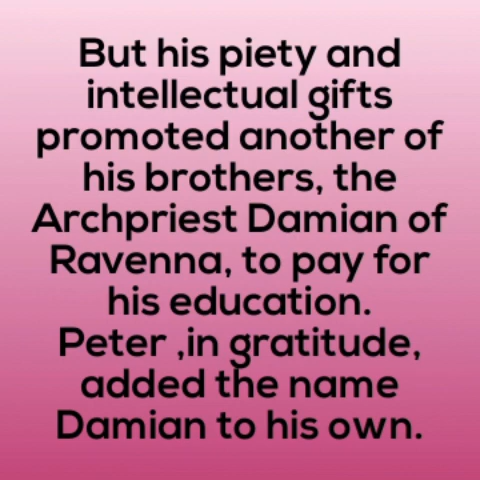 But his piety and
intellectual gifts
promoted another of
his brothers, the
Archpriest Damian of
Ravenna, to pay for
his education.
Peter ,in gratitude,
added the name
Damian to his own.